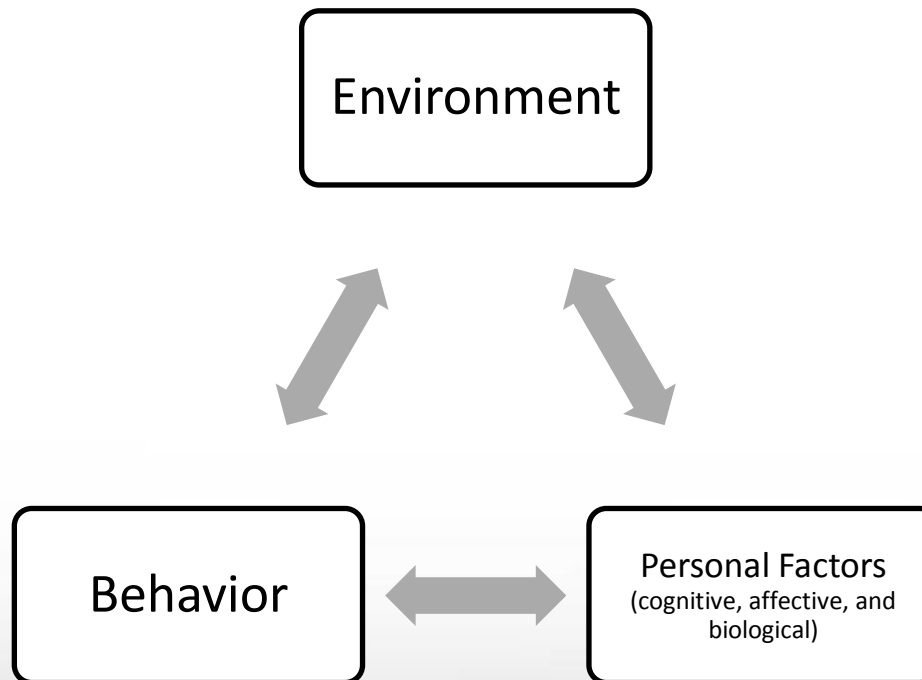 Environment
Behavior
Personal Factors
(cognitive, affective, and
biological)